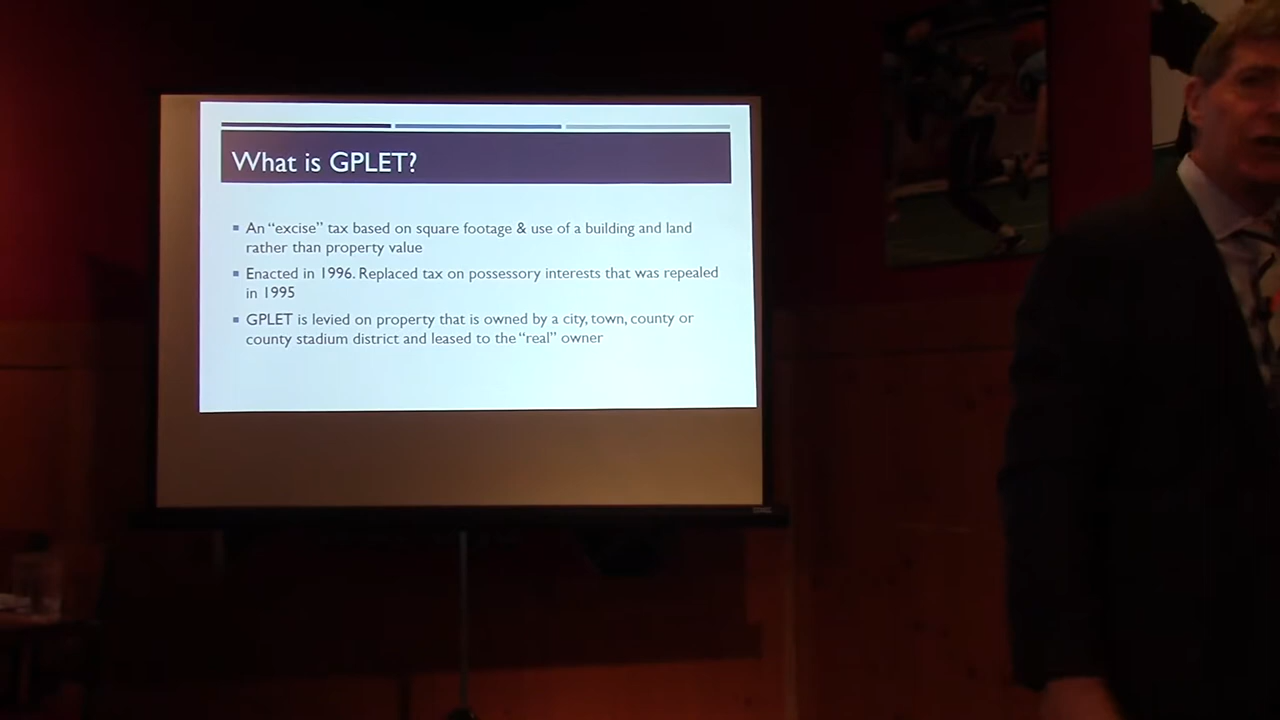 What is GPLET?
▪ An “excise” tax based on square footage & use of a building and land
rather than property value
▪ Enacted in 1996. Replaced tax on possessory interests that was repealed
in 1995
▪ GPLET is levied on property that is owned by a city, town, county or
county stadium district and leased to the “real” owner